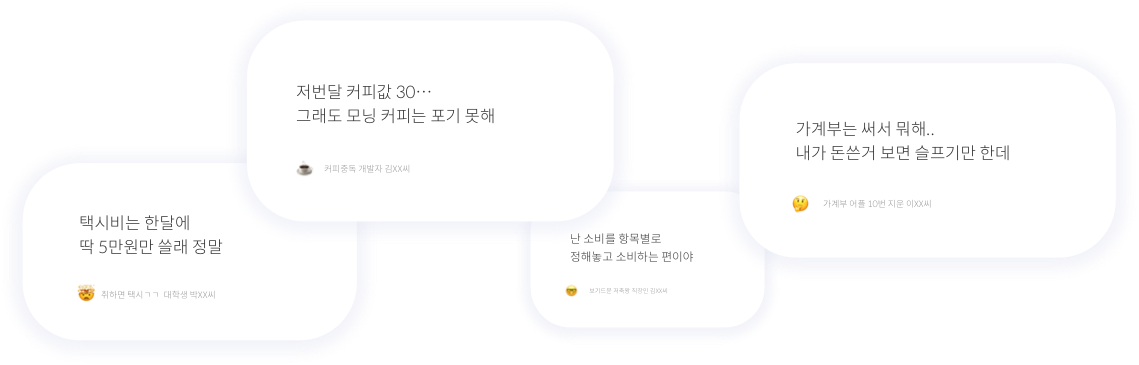 저번달 커피값 30…
그래도 모닝 커피는 포기 못해
커피중독 개발자 김XX씨
가계부는 써서 뭐해..
내가 돈쓴거 보면 슬프기만 한데
가계부 어플 10번 지운 이XX씨
택시비는 한달에
딱 5만원만 쓸래 정말
취하면 택시ㄱㄱ 대학생 박XX씨
난 소비를 항목별로
정해놓고 소비하는 편이야
직장인 김XX씨